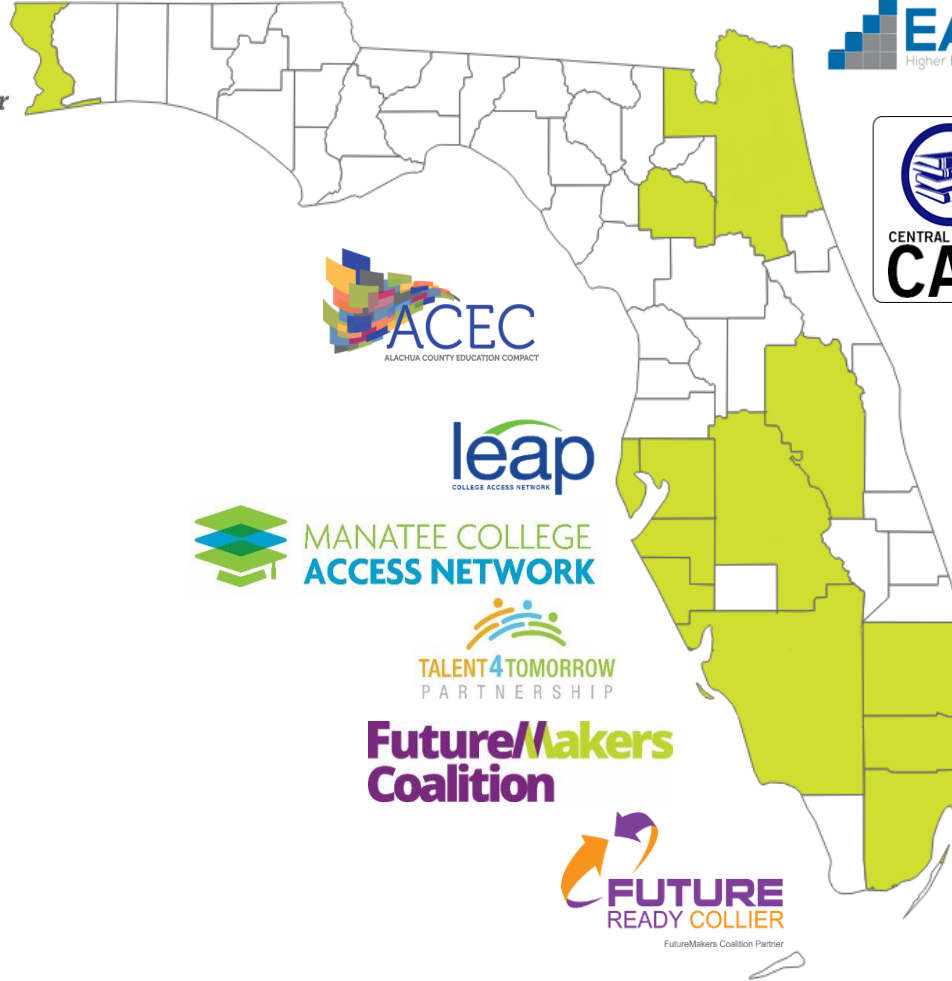 r
EA
Higher
CENTRAL
CA
ACEC
ALACHUA COUNTY EDUCATION COMPACT
leap
COLLEGE ACCESS NETWORK
MANATEE COLLEGE
ACCESS NETWORK
TALENT4TOMORROW
PARTNERSHIP
FutureMakers
Coalition
FUTURE
READY COLLIER
FutureMakers Coalition Partner